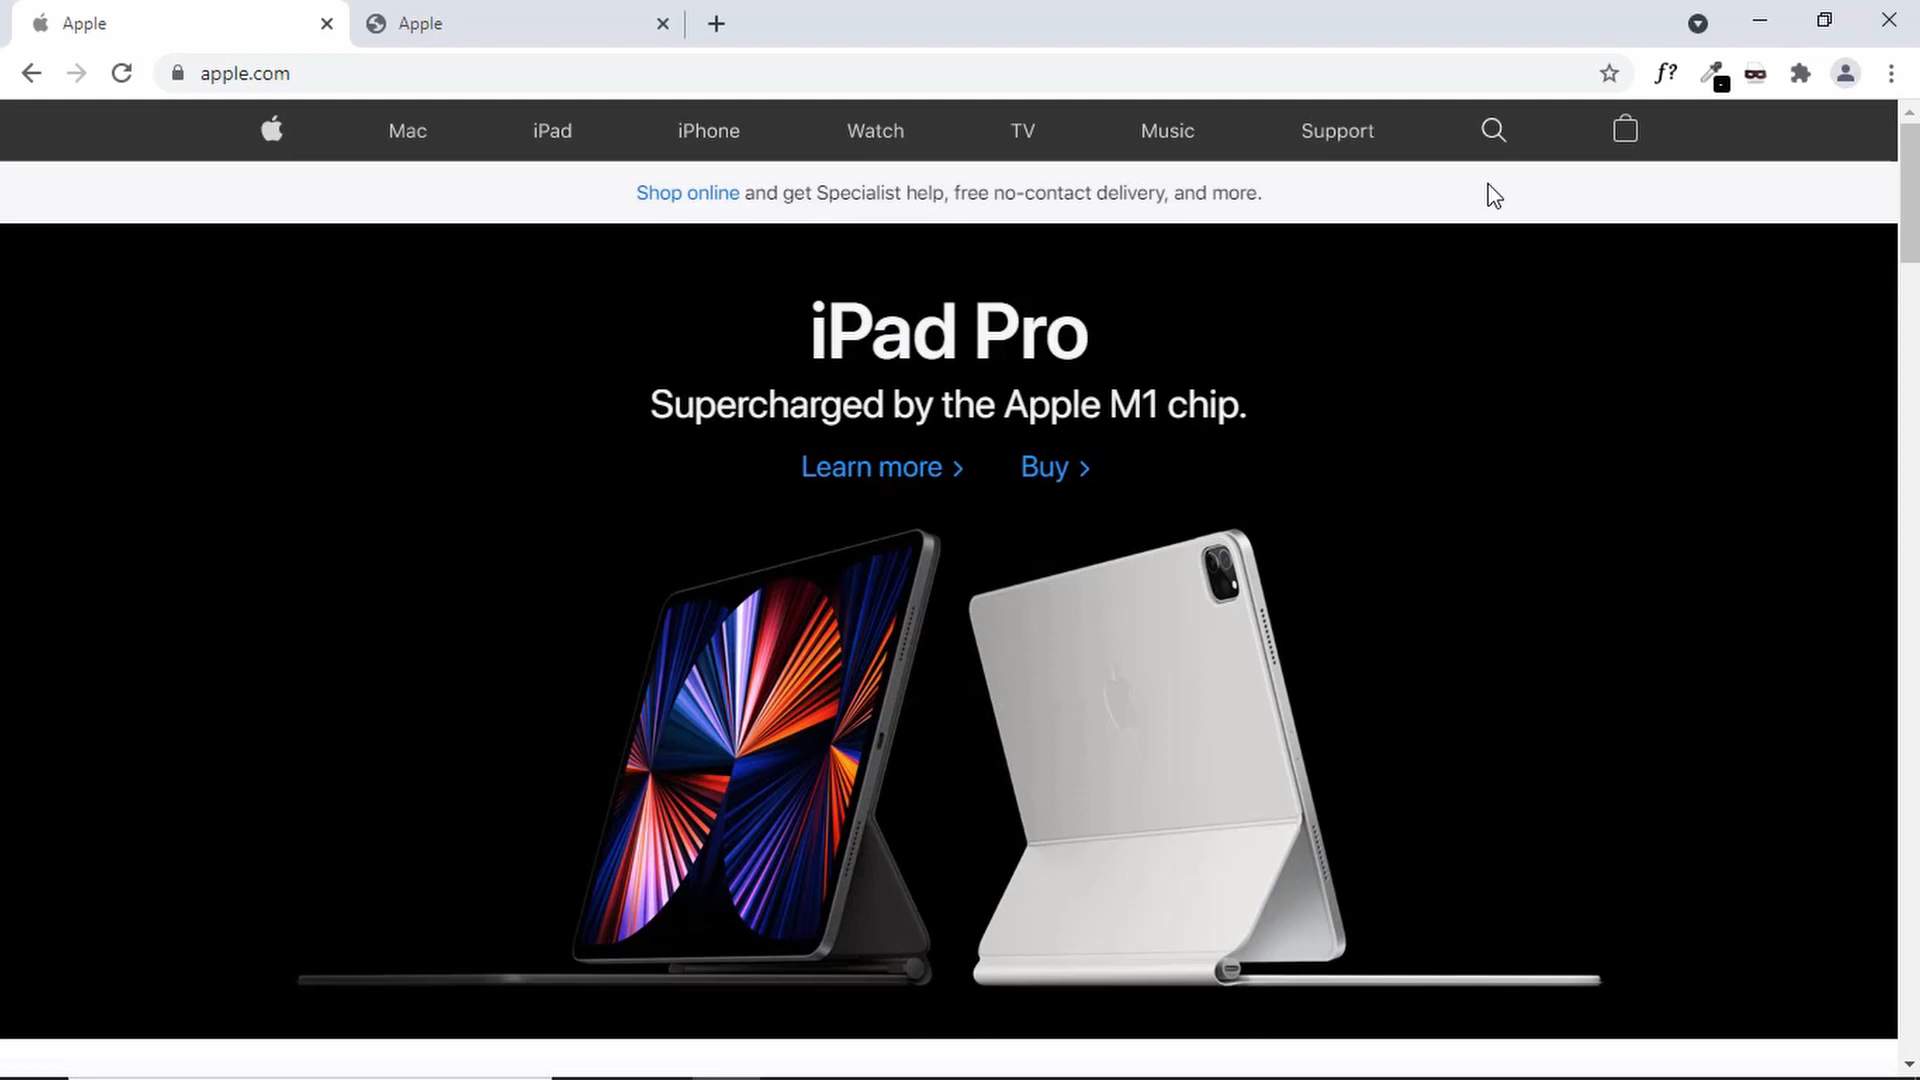 Apple
Apple
apple.com
f?
Mac
iPad
iPhone
Watch
TV
Music
Support
Shop online and get Specialist help, free no-contact delivery, and more.
iPad Pro
Supercharged by the Apple M1 chip.
Learn more >
Buy >